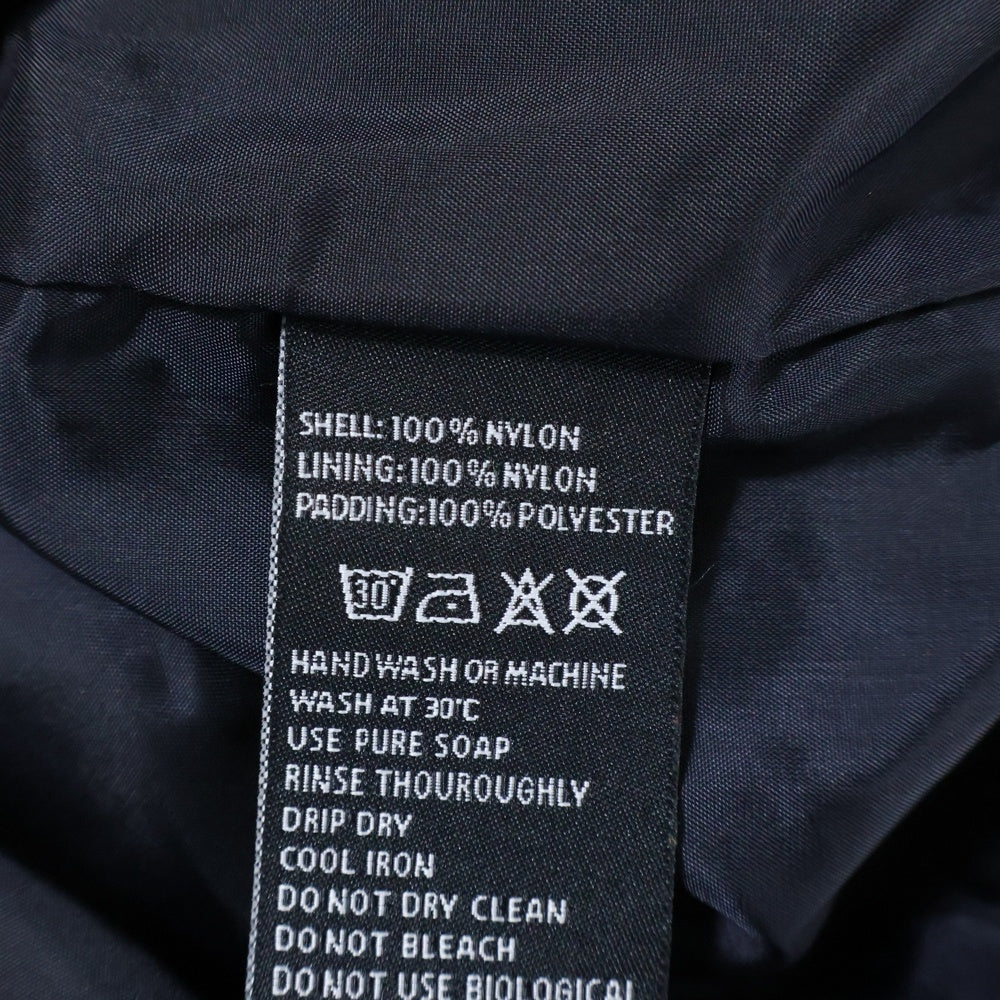 SHELL:100% NYLON
LINING:100% NYLON
PADDING:100% POLYESTER
30°
A
HAND WASH OR MACHINE
WASH AT 30°C
USE PURE SOAP
RINSE THOUROUGHLY
DRIP DRY
COOL IRON
DO NOT DRY CLEAN
DO NOT BLEACH
DO NOT USE BIOLOGICAL